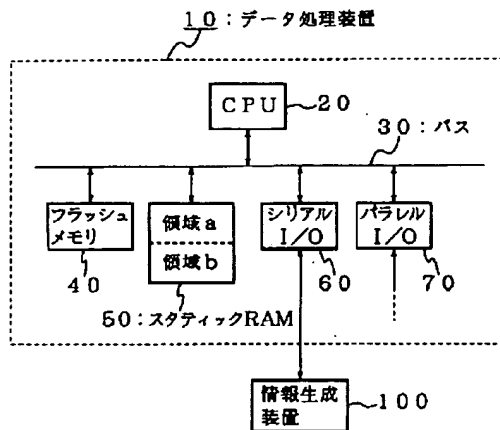 10:データ処理装置
CPU
20
30:バス
フラッシュ
メモリ
40
領域a
領域b
50:スタティックRAM
シリアル
I/O
60
パラレル
I/O
70
情報生成
装置
100